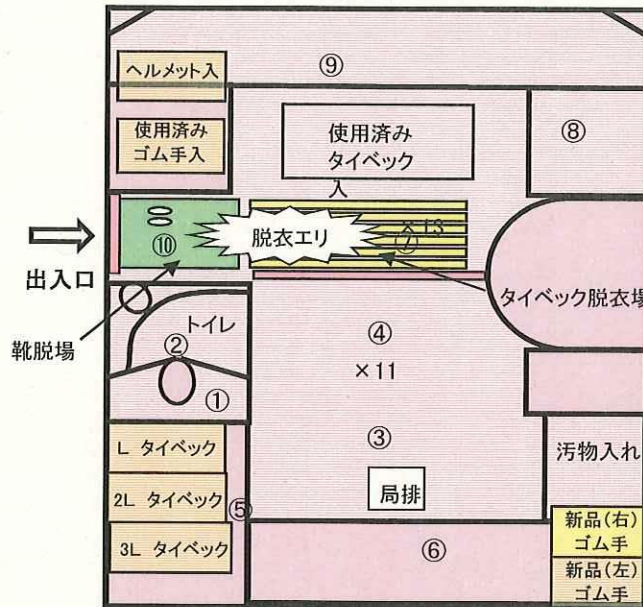 ヘルメット入
⑨
使用済み
ゴム手入
使用済み
タイベック
入
⑧
⑩
脱衣エリ
×13
⑦
出入口
タイベック脱衣場
靴脱場
トイレ
②
①
④
×11
③
L タイベック
2L タイベック
3L タイベック
⑤
局排
⑥
汚物入れ
新品(右)
ゴム手
新品(左)
ゴム手